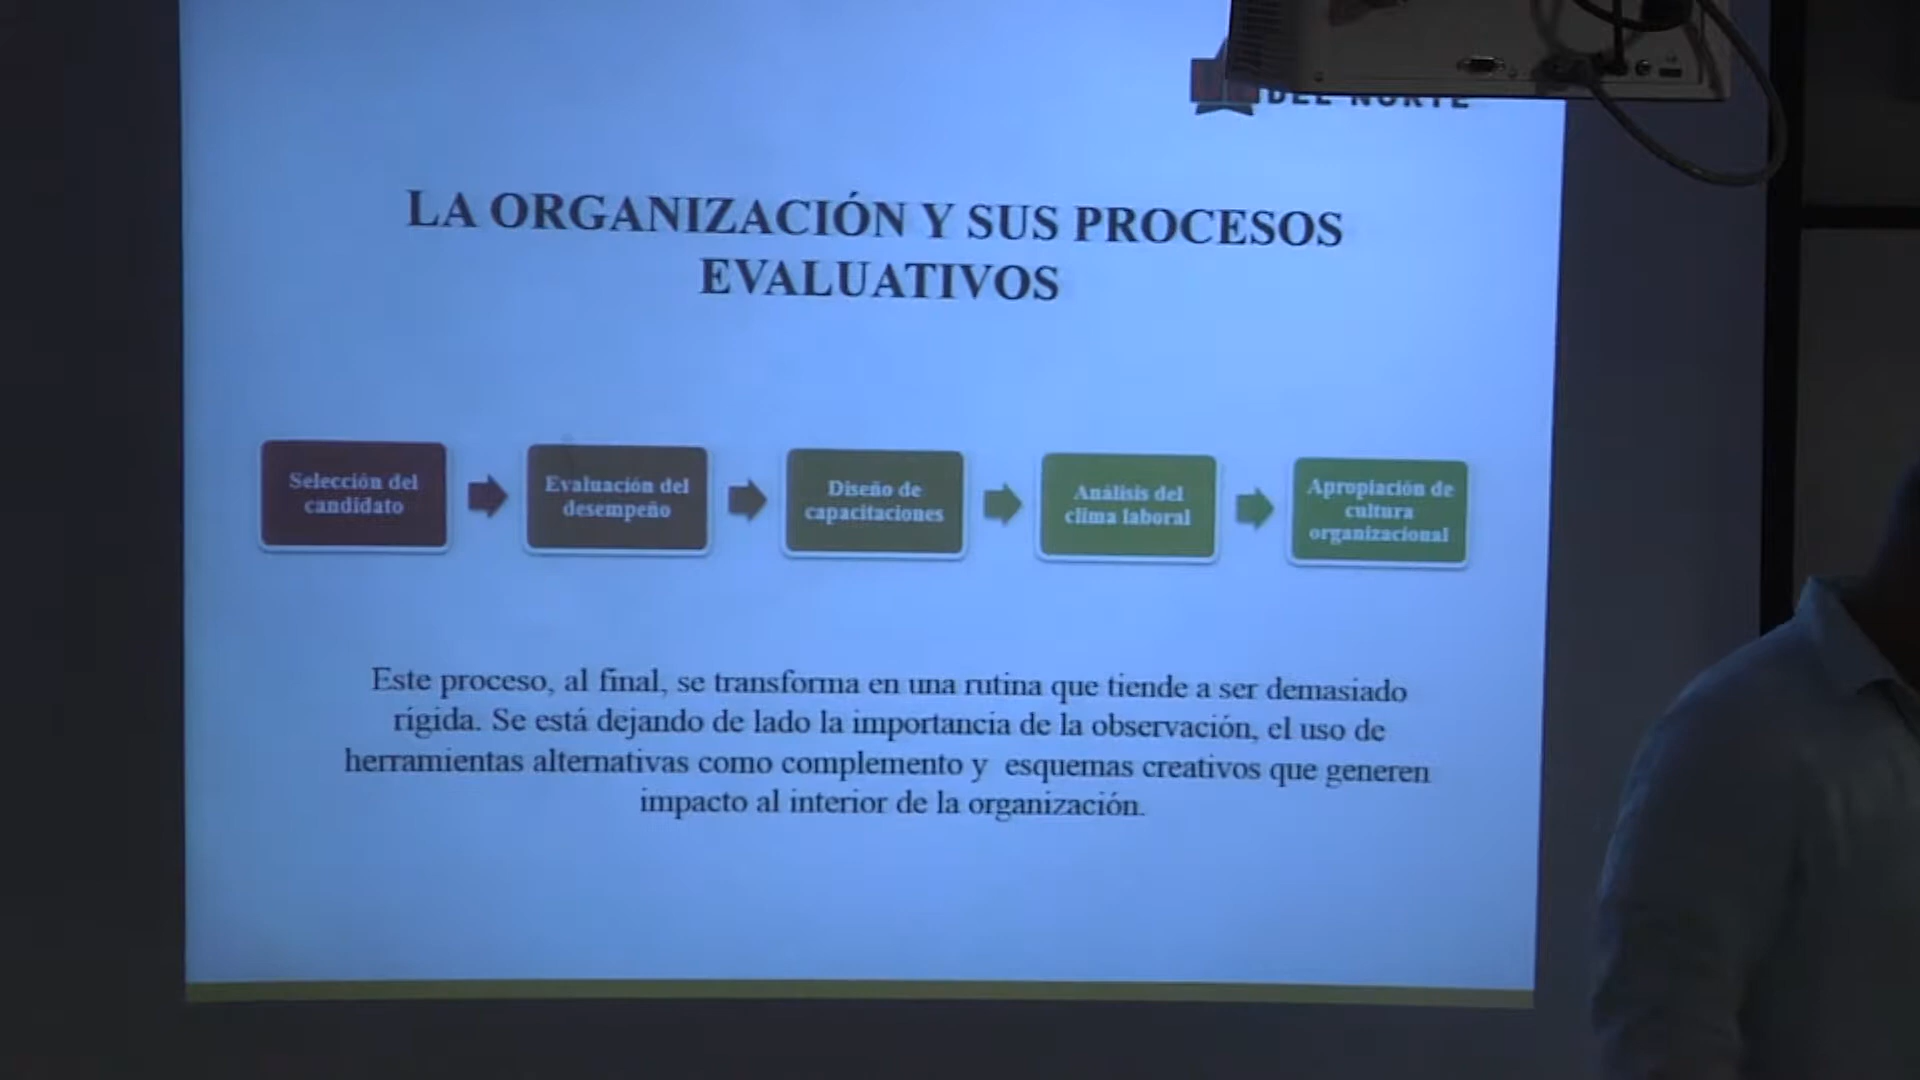 DEL NORTE
LA ORGANIZACIÓN Y SUS PROCESOS
EVALUATIVOS
Selección del
candidato
Evaluación del
desempeño
Diseño de
capacitaciones
Análisis del
clima laboral
Apropiación de
cultura
organizacional
Este proceso, al final, se transforma en una rutina que tiende a ser demasiado
rígida. Se está dejando de lado la importancia de la observación, el uso de
herramientas alternativas como complemento y esquemas creativos que generen
impacto al interior de la organización.